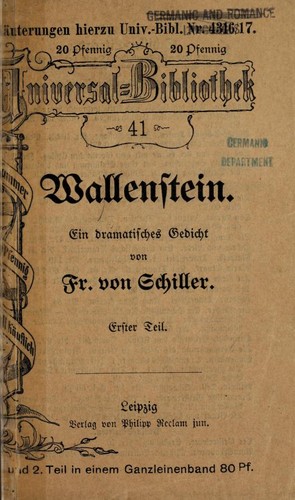 GERMANIC AND ROMANCE
äuterungen hierzu Univ.-Bibl. Nr. 4316/17.
20 Pfennig 20 Pfennig
Universal-Bibliothek
41
GERMANIC
DEPARTMENT
Wallenstein.
Ein dramatisches Gedicht
von
Fr. von Schiller.
Erster Teil.
Leipzig
Verlag von Philipp Reclam jun.
und 2. Teil in einem Ganzleinenband 80 Pf.